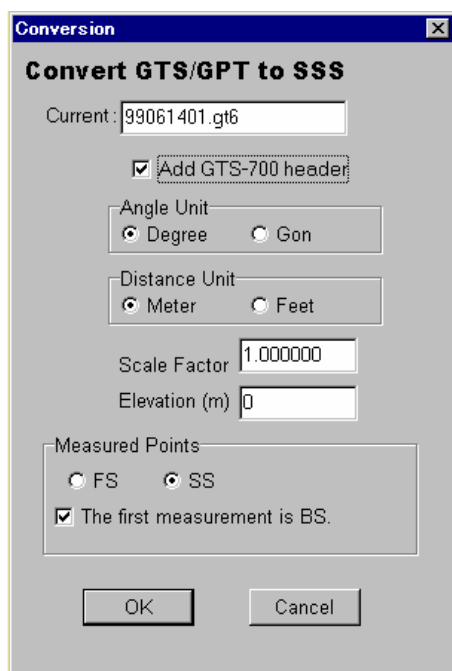 Conversion
Convert GTS/GPT to SSS
Current : 99061401.gt6
Add GTS-700 header
Angle Unit
Degree Gon
Distance Unit
Meter Feet
Scale Factor 1.000000
Elevation (m) 0
Measured Points
FS SS
The first measurement is BS.
OK Cancel